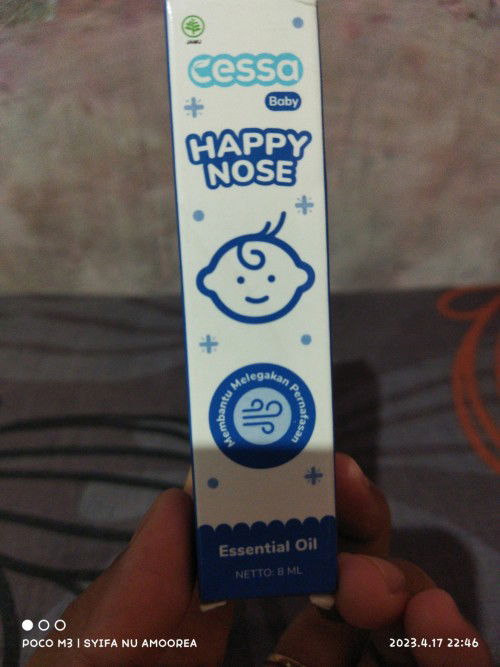 JAMU
cessa
Baby
HAPPY
NOSE
Membantu Melegakan Pernafasan
Essential Oil
NETTO: 8 ML
POCO M3 | SYIFA NU AMOOREA
2023.4.17 22:46